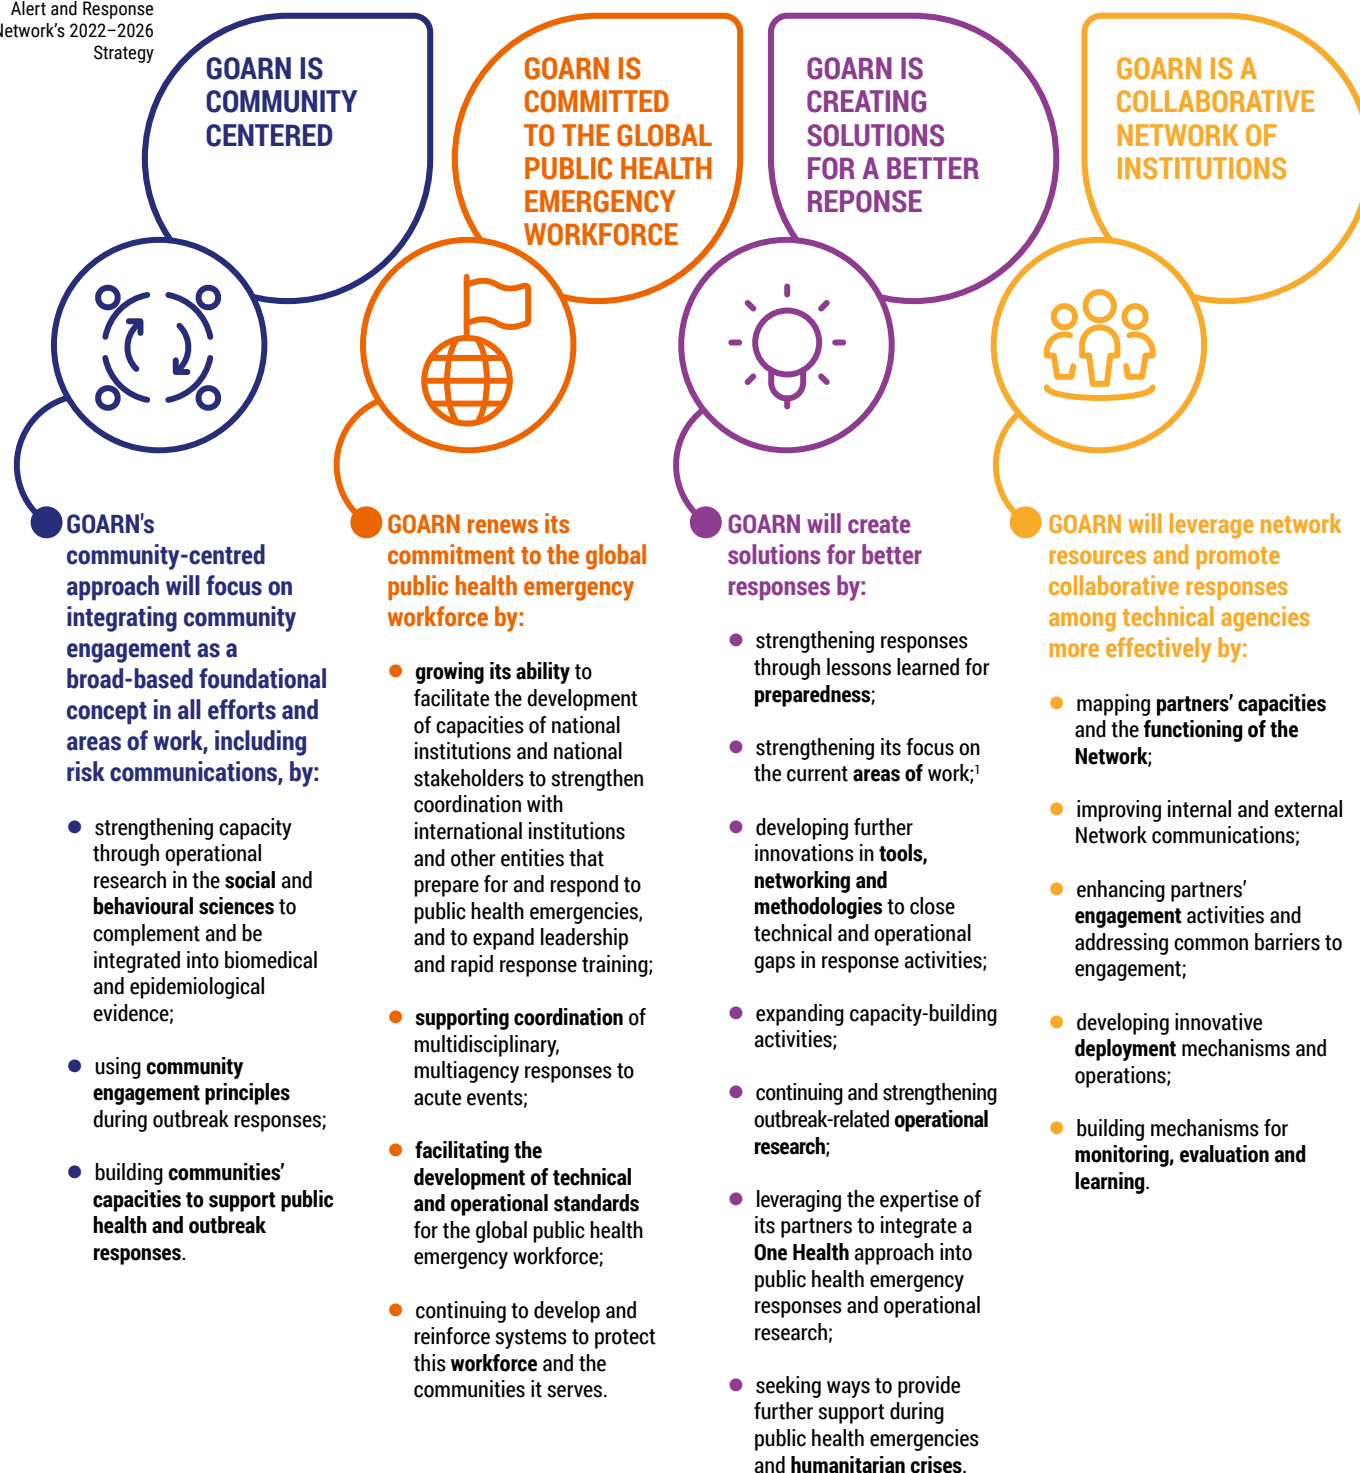 Alert and Response
Network's 2022–2026
Strategy
GOARN IS
COMMUNITY
CENTERED
GOARN IS
COMMITTED
TO THE GLOBAL
PUBLIC HEALTH
EMERGENCY
WORKFORCE
GOARN IS
CREATING
SOLUTIONS
FOR A BETTER
REPONSE
GOARN IS A
COLLABORATIVE
NETWORK OF
INSTITUTIONS
GOARN's
community-centred
approach will focus on
integrating community
engagement as a
broad-based foundational
concept in all efforts and
areas of work, including
risk communications, by:
● strengthening capacity
through operational
research in the social and
behavioural sciences to
complement and be
integrated into biomedical
and epidemiological
evidence;
● using community
engagement principles
during outbreak responses;
● building communities'
capacities to support public
health and outbreak
responses.
GOARN renews its
commitment to the global
public health emergency
workforce by:
● growing its ability to
facilitate the development
of capacities of national
institutions and national
stakeholders to strengthen
coordination with
international institutions
and other entities that
prepare for and respond to
public health emergencies,
and to expand leadership
and rapid response training;
● supporting coordination of
multidisciplinary,
multiagency responses to
acute events;
● facilitating the
development of technical
and operational standards
for the global public health
emergency workforce;
● continuing to develop and
reinforce systems to protect
this workforce and the
communities it serves.
GOARN will create
solutions for better
responses by:
● strengthening responses
through lessons learned for
preparedness;
● strengthening its focus on
the current areas of work;¹
● developing further
innovations in tools,
networking and
methodologies to close
technical and operational
gaps in response activities;
● expanding capacity-building
activities;
● continuing and strengthening
outbreak-related operational
research;
● leveraging the expertise of
its partners to integrate a
One Health approach into
public health emergency
responses and operational
research;
● seeking ways to provide
further support during
public health emergencies
and humanitarian crises.
GOARN will leverage network
resources and promote
collaborative responses
among technical agencies
more effectively by:
● mapping partners' capacities
and the functioning of the
Network;
● improving internal and external
Network communications;
● enhancing partners'
engagement activities and
addressing common barriers to
engagement;
● developing innovative
deployment mechanisms and
operations;
● building mechanisms for
monitoring, evaluation and
learning.